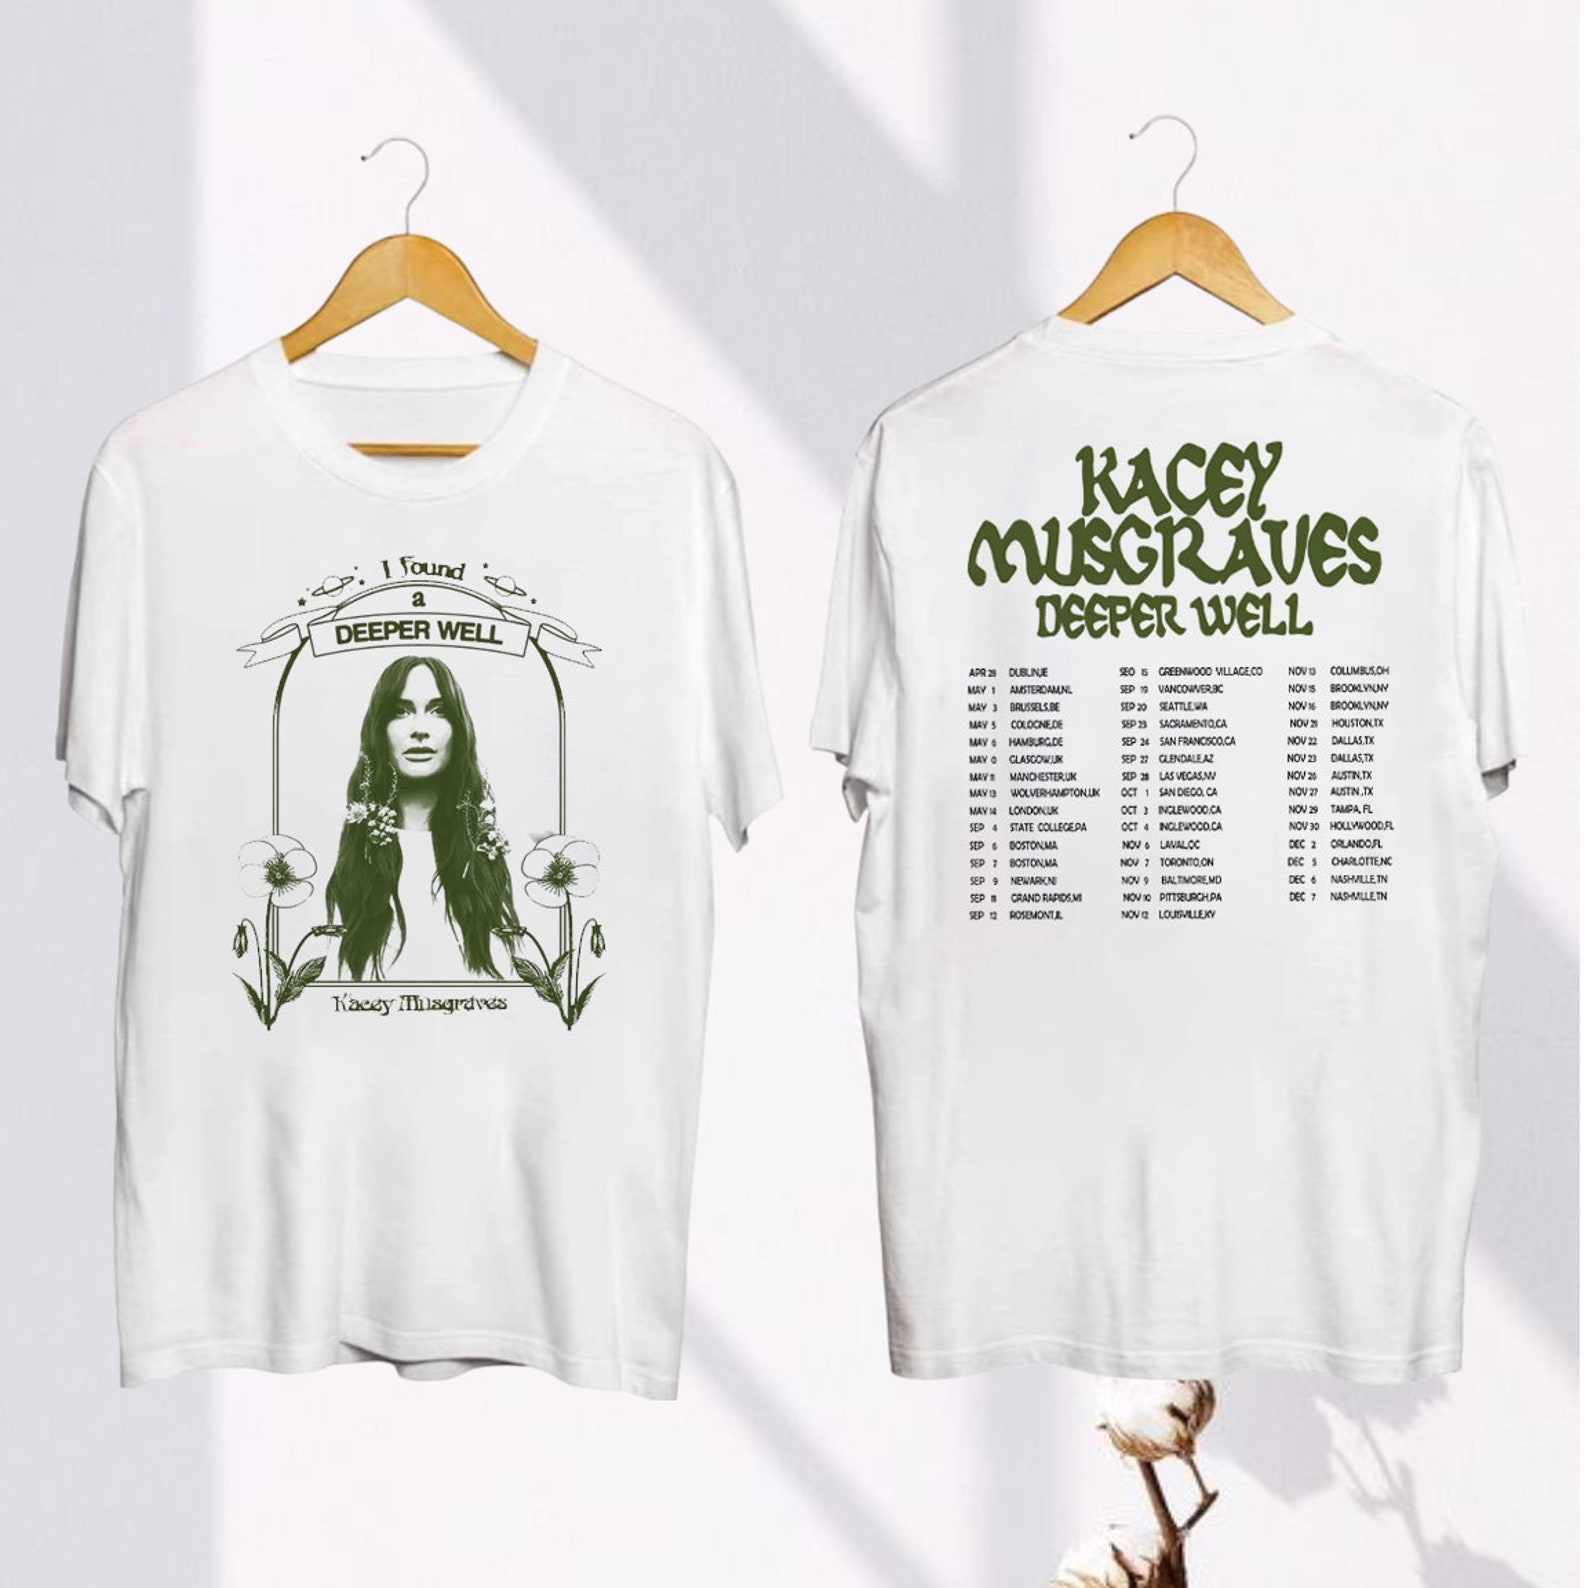 I found
a
DEEPER WELL
Kacey Musgraves
KACEY
MUSGRAVES
DEEPER WELL
APR 28 DUBLIN,IE
MAY 1 AMSTERDAM,NL
MAY 3 BRUSSELS,BE
MAY 5 COLOGNE,DE
MAY 6 HAMBURG,DE
MAY 0 GLASGOW,UK
MAY 11 MANCHESTER,UK
MAY 13 WOLVERHAMPTON,UK
MAY 14 LONDON,UK
SEP 4 STATE COLLEGE,PA
SEP 6 BOSTON,MA
SEP 7 BOSTON,MA
SEP 9 NEWARK,NJ
SEP 11 GRAND RAPIDS,MI
SEP 12 ROSEMONT,IL
SEO 15 GREENWOOD VILLAGE,CO
SEP 19 VANCOWVER,BC
SEP 20 SEATTLE,WA
SEP 23 SACRAMENTO,CA
SEP 24 SAN FRANCISCO,CA
SEP 27 GLENDALE,AZ
SEP 28 LAS VEGAS,NV
OCT 1 SAN DIEGO, CA
OCT 3 INGLEWOOD,CA
OCT 4 INGLEWOOD,CA
NOV 6 LAVAL,QC
NOV 7 TORONTO,ON
NOV 9 BALTIMORE,MD
NOV 10 PITTSBURGH,PA
NOV 12 LOUISVILLE,KY
NOV 13 COLUMBUS,OH
NOV 15 BROOKLYN,NY
NOV 16 BROOKLYN,NY
NOV 21 HOUSTON,TX
NOV 22 DALLAS,TX
NOV 23 DALLAS,TX
NOV 26 AUSTIN,TX
NOV 27 AUSTIN ,TX
NOV 29 TAMPA, FL
NOV 30 HOLLYWOOD,FL
DEC 2 ORLANDO,FL
DEC 5 CHARLOTTE,NC
DEC 6 NASHVILLE,TN
DEC 7 NASHVILLE,TN